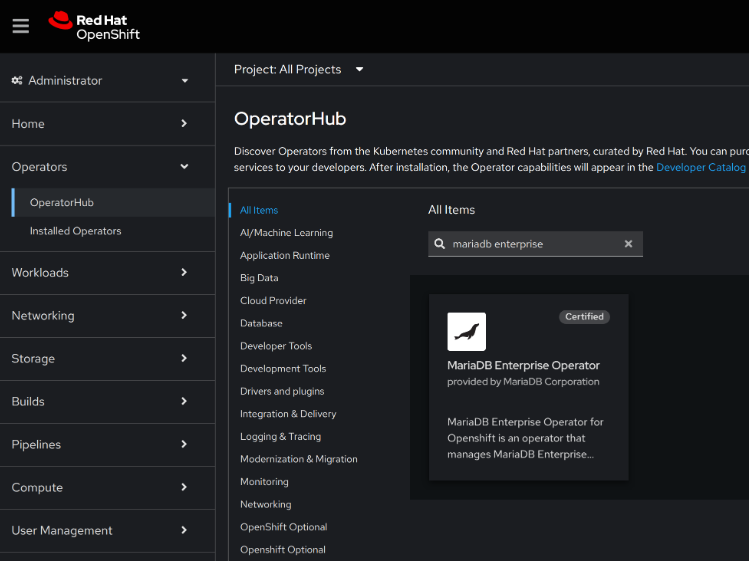 Red Hat
OpenShift
Administrator
Home
Operators
OperatorHub
Installed Operators
Workloads
Networking
Storage
Builds
Pipelines
Compute
User Management
Project: All Projects
OperatorHub
Discover Operators from the Kubernetes community and Red Hat partners, curated by Red Hat. You can purc
services to your developers. After installation, the Operator capabilities will appear in the Developer Catalog
All Items
AI/Machine Learning
Application Runtime
Big Data
Cloud Provider
Database
Developer Tools
Development Tools
Drivers and plugins
Integration & Delivery
Logging & Tracing
Modernization & Migration
Monitoring
Networking
OpenShift Optional
Openshift Optional
All Items
mariadb enterprise
Certified
MariaDB Enterprise Operator
provided by MariaDB Corporation
MariaDB Enterprise Operator for
Openshift is an operator that
manages MariaDB Enterprise...